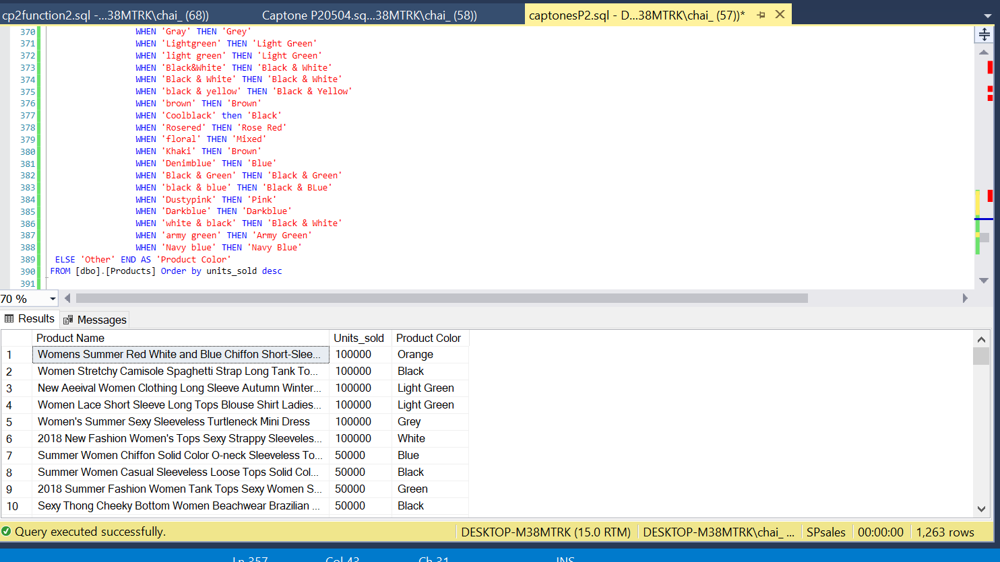 cp2function2.sql -...38MTRK\chai_ (68)) Captone P20504.sq...38MTRK\chai_ (58)) captonesP2.sql - D...38MTRK\chai_ (57))*
370 WHEN 'Gray' THEN 'Grey'
371 WHEN 'Lightgreen' THEN 'Light Green'
372 WHEN 'light green' THEN 'Light Green'
373 WHEN 'Black&White' THEN 'Black & White'
374 WHEN 'Black & White' THEN 'Black & White'
375 WHEN 'black & yellow' THEN 'Black & Yellow'
376 WHEN 'brown' THEN 'Brown'
377 WHEN 'Coolblack' then 'Black'
378 WHEN 'Rosered' THEN 'Rose Red'
379 WHEN 'floral' THEN 'Mixed'
380 WHEN 'Khaki' THEN 'Brown'
381 WHEN 'Denimblue' THEN 'Blue'
382 WHEN 'Black & Green' THEN 'Black & Green'
383 WHEN 'black & blue' THEN 'Black & BLue'
384 WHEN 'Dustypink' THEN 'Pink'
385 WHEN 'Darkblue' THEN 'Darkblue'
386 WHEN 'white & black' THEN 'Black & White'
387 WHEN 'army green' THEN 'Army Green'
388 WHEN 'Navy blue' THEN 'Navy Blue'
389 ELSE 'Other' END AS 'Product Color'
390 FROM [dbo].[Products] Order by units_sold desc
391
70 %
Results Messages
Product Name Units_sold Product Color
1 Womens Summer Red White and Blue Chiffon Short-Slee... 100000 Orange
2 Women Stretchy Camisole Spaghetti Strap Long Tank To... 100000 Black
3 New Aeeival Women Clothing Long Sleeve Autumn Winter... 100000 Light Green
4 Women Lace Short Sleeve Long Tops Blouse Shirt Ladies... 100000 Light Green
5 Women's Summer Sexy Sleeveless Turtleneck Mini Dress 100000 Grey
6 2018 New Fashion Women's Tops Sexy Strappy Sleeveles... 100000 White
7 Summer Women Chiffon Solid Color O-neck Sleeveless To... 50000 Blue
8 Summer Women Casual Sleeveless Loose Tops Solid Col... 50000 Black
9 2018 Summer Fashion Women Tank Tops Sexy Women S... 50000 Green
10 Sexy Thong Cheeky Bottom Women Beachwear Brazilian ... 50000 Black
Query executed successfully. DESKTOP-M38MTRK (15.0 RTM) DESKTOP-M38MTRK\chai_ ... SPsales 00:00:00 1,263 rows
Ln 357 Col 43 Ch 31 INS